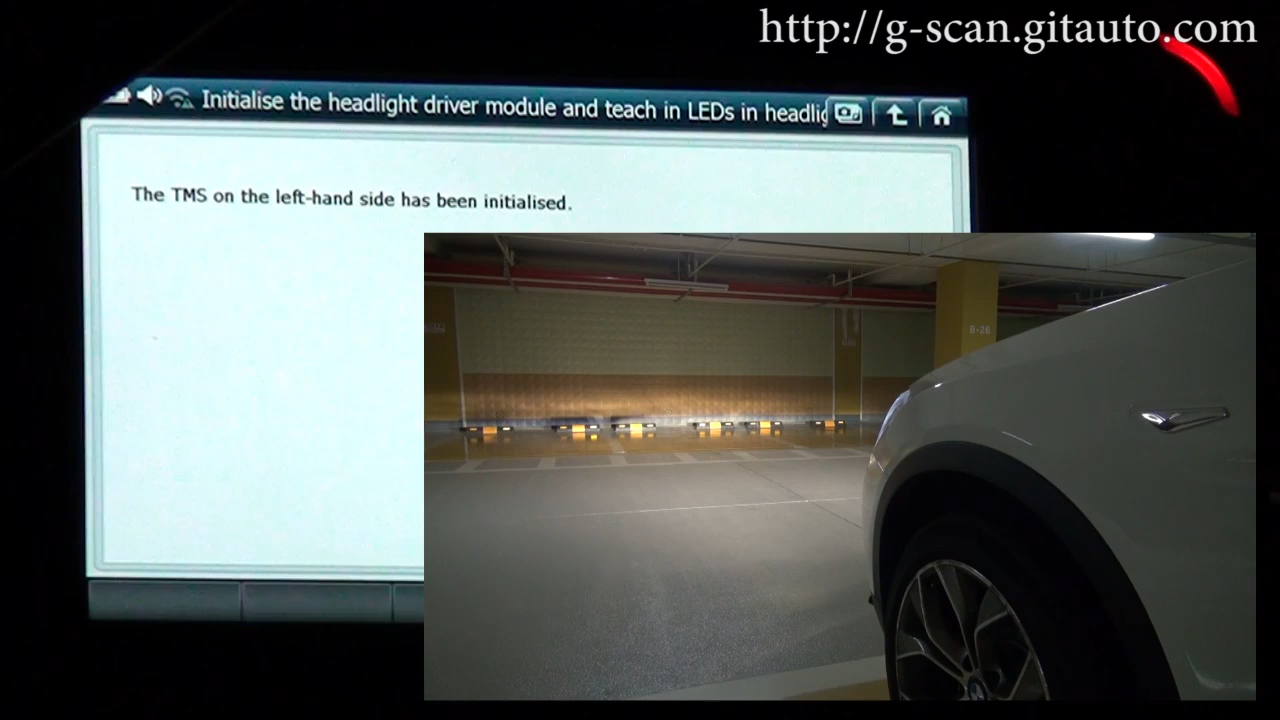 http://g-scan.gitauto.com
Initialise the headlight driver module and teach in LEDs in headlig
The TMS on the left-hand side has been initialised.
B-26